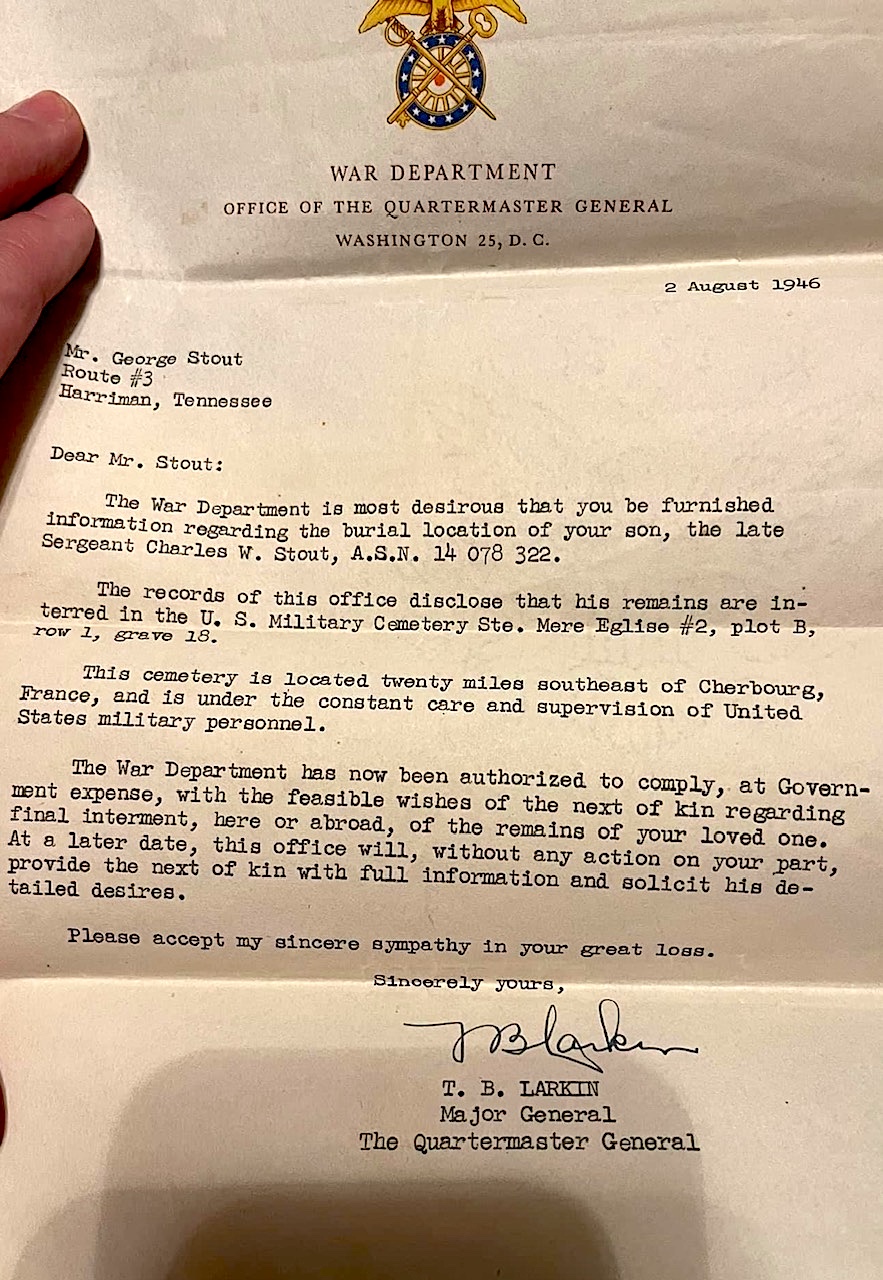 WAR DEPARTMENT
OFFICE OF THE QUARTERMASTER GENERAL
WASHINGTON 25, D. C.
2 August 1946
Mr. George Stout
Route #3
Harriman, Tennessee
Dear Mr. Stout:
The War Department is most desirous that you be furnished
information regarding the burial location of your son, the late
Sergeant Charles W. Stout, A.S.N. 14 078 322.
The records of this office disclose that his remains are in-
terred in the U. S. Military Cemetery Ste. Mere Eglise #2, plot B,
row 1, grave 18.
This cemetery is located twenty miles southeast of Cherbourg,
France, and is under the constant care and supervision of United
States military personnel.
The War Department has now been authorized to comply, at Govern-
ment expense, with the feasible wishes of the next of kin regarding
final interment, here or abroad, of the remains of your loved one.
At a later date, this office will, without any action on your part,
provide the next of kin with full information and solicit his de-
tailed desires.
Please accept my sincere sympathy in your great loss.
Sincerely yours,
T B Larkin
T. B. LARKIN
Major General
The Quartermaster General